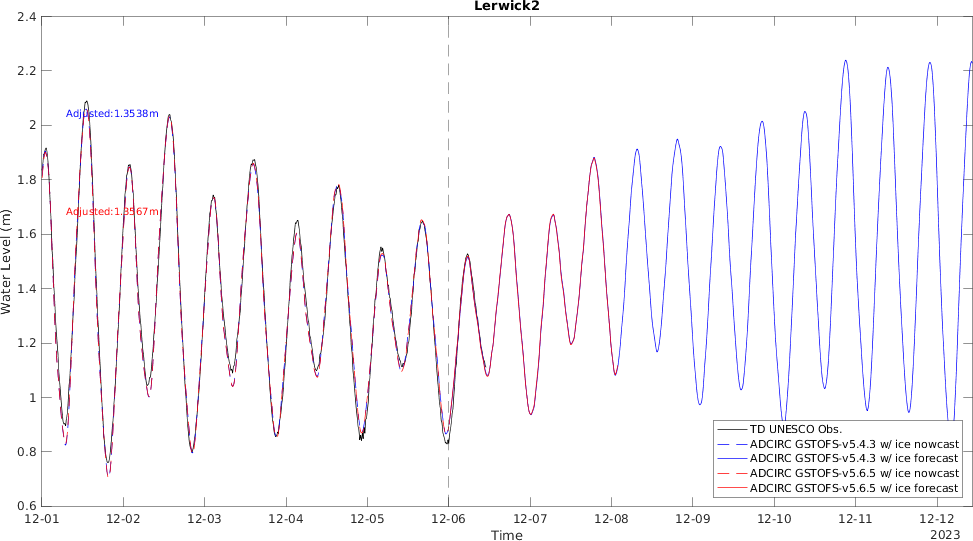 Lerwick2
2.4
2.2
2
1.8
1.6
1.4
1.2
1
0.8
0.6
Water Level (m)
Adjusted:1.3538m
Adjusted:1.3567m
TD UNESCO Obs.
ADCIRC GSTOFS-v5.4.3 w/ ice nowcast
ADCIRC GSTOFS-v5.4.3 w/ ice forecast
ADCIRC GSTOFS-v5.6.5 w/ ice nowcast
ADCIRC GSTOFS-v5.6.5 w/ ice forecast
12-01 12-02 12-03 12-04 12-05 12-06 12-07 12-08 12-09 12-10 12-11 12-12
Time
2023